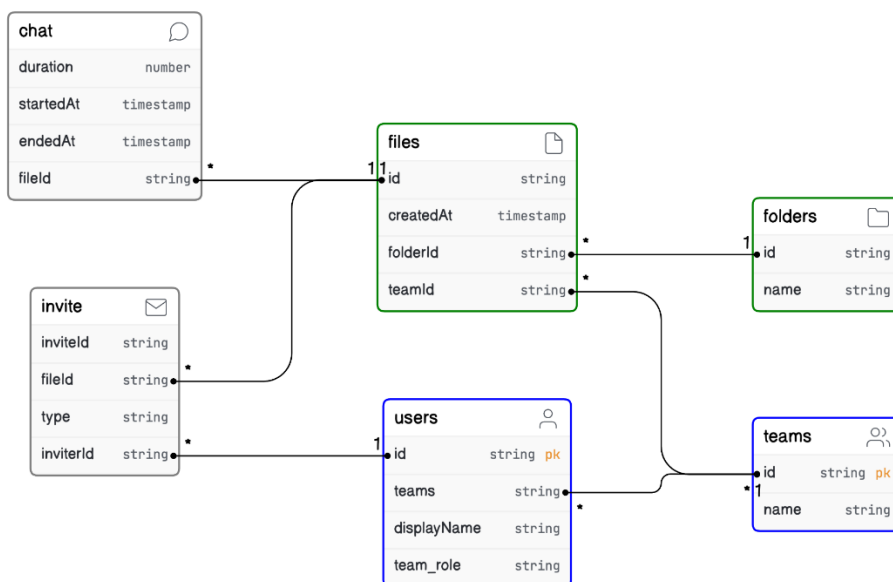 chat
duration number
startedAt timestamp
endedAt timestamp
fileId string
*
1 1
files
id string
createdAt timestamp
folderId string
*
teamId string
*
1
folders
id string
name string
invite
inviteId string
fileId string
*
type string
inviterId string
*
1
users
id string pk
teams string
*
displayName string
team_role string
teams
id string pk
* 1
name string